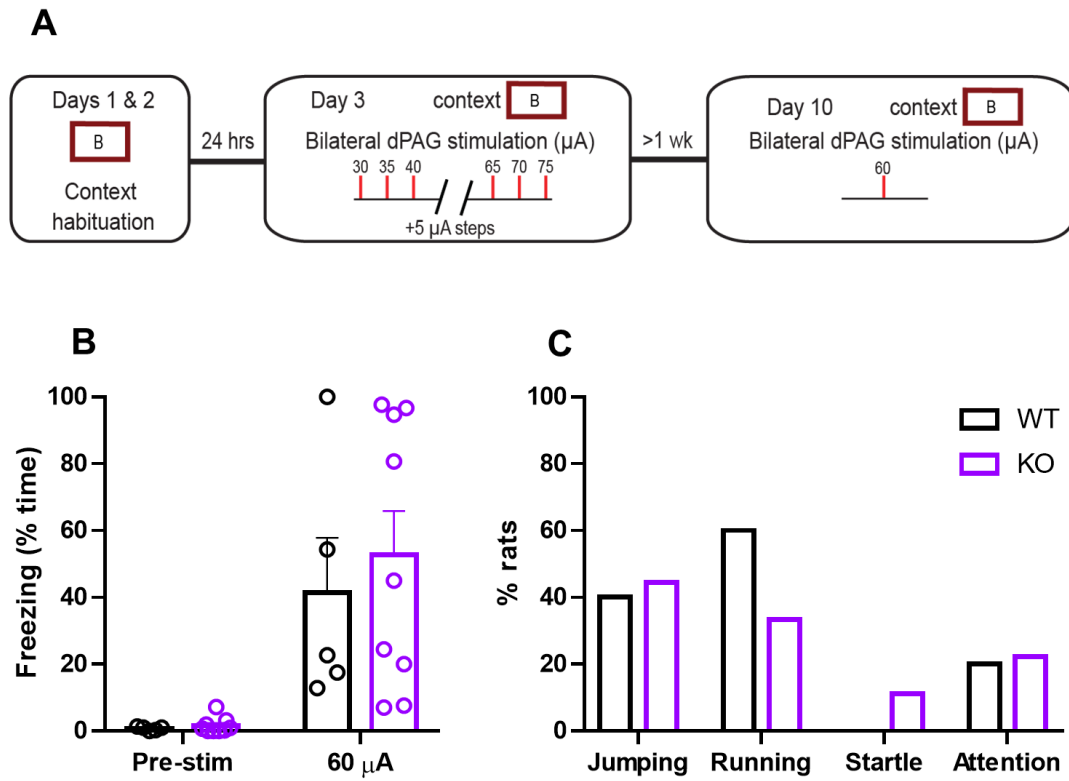 A
Days 1 & 2
B
Context
habituation
24 hrs
Day 3
context
B
Bilateral dPAG stimulation (µA)
30 35 40 65 70 75
+5 µA steps
>1 wk
Day 10
context
B
Bilateral dPAG stimulation (µA)
60
B
Freezing (% time)
100
80
60
40
20
0
Pre-stim
60 µA
C
% rats
100
80
60
40
20
0
Jumping
Running
Startle
Attention
WT
KO